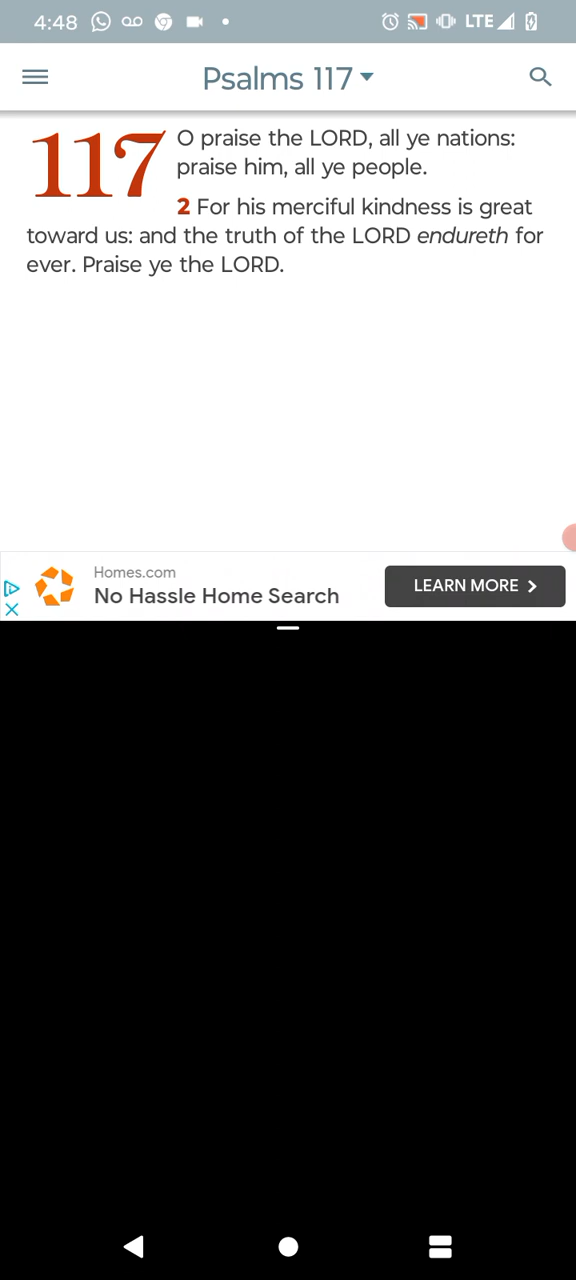 4:48 LTE
Psalms 117
117 O praise the LORD, all ye nations:
praise him, all ye people.
2 For his merciful kindness is great
toward us: and the truth of the LORD endureth for
ever. Praise ye the LORD.
Homes.com
No Hassle Home Search
LEARN MORE